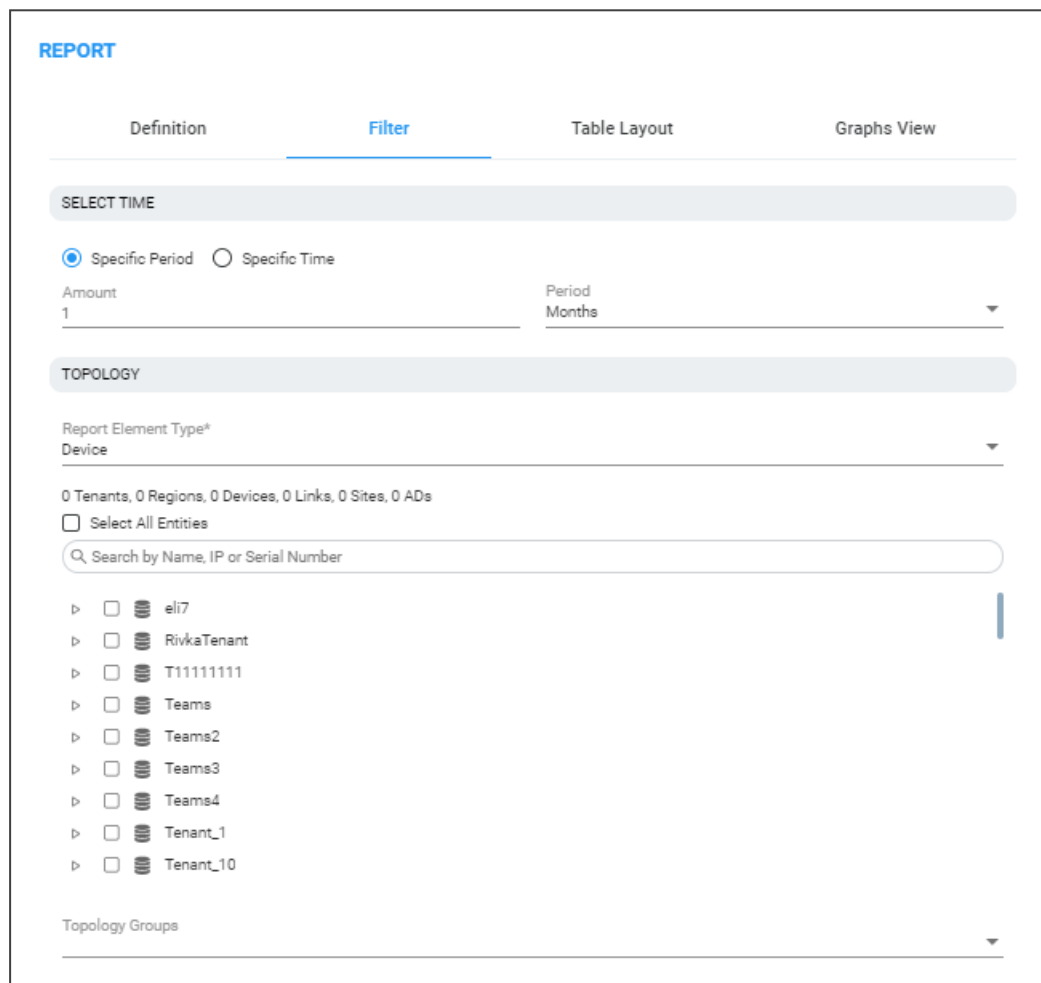 REPORT
Definition Filter Table Layout Graphs View
SELECT TIME
Specific Period Specific Time
Amount Period
1 Months
TOPOLOGY
Report Element Type*
Device
0 Tenants, 0 Regions, 0 Devices, 0 Links, 0 Sites, 0 ADs
Select All Entities
Search by Name, IP or Serial Number
eli7
RivkaTenant
T11111111
Teams
Teams2
Teams3
Teams4
Tenant_1
Tenant_10
Topology Groups